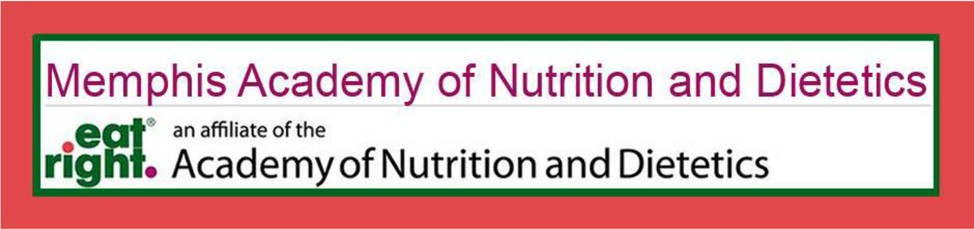 Memphis Academy of Nutrition and Dietetics
eat® an affiliate of the
right. Academy of Nutrition and Dietetics